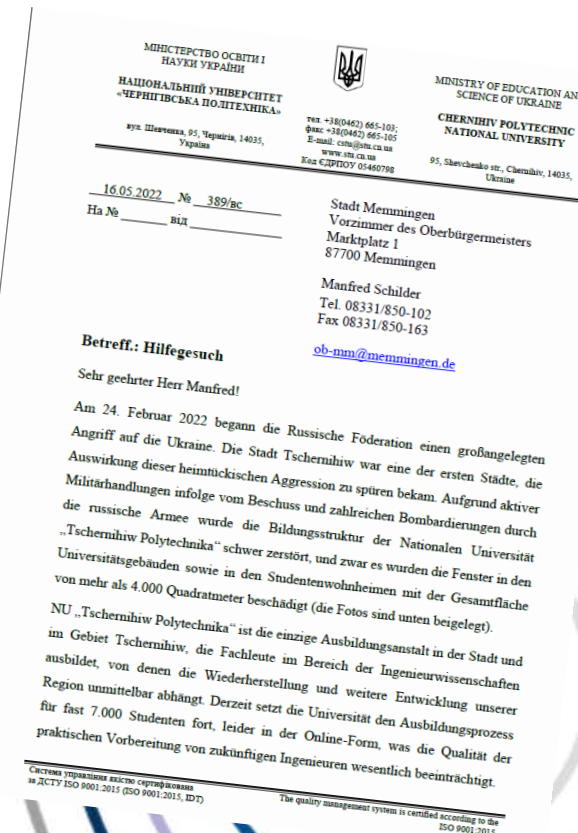 МІНІСТЕРСТВО ОСВІТИ І
НАУКИ УКРАЇНИ
НАЦІОНАЛЬНИЙ УНІВЕРСИТЕТ
«ЧЕРНІГІВСЬКА ПОЛІТЕХНІКА»
вул. Шевченка, 95, Чернігів, 14035,
Україна
тел. +38(0462) 665-103;
факс +38(0462) 665-105
E-mail: cstu@stu.cn.ua
www.stu.cn.ua
Код ЄДРПОУ 05460798
MINISTRY OF EDUCATION AN
SCIENCE OF UKRAINE
CHERNIHIV POLYTECHNIC
NATIONAL UNIVERSITY
95, Shevchenko str., Chernihiv, 14035,
Ukraine
16.05.2022 № 389/вс
На № від
Stadt Memmingen
Vorzimmer des Oberbürgermeisters
Marktplatz 1
87700 Memmingen
Manfred Schilder
Tel. 08331/850-102
Fax 08331/850-163
ob-mm@memmingen.de
Betreff.: Hilfegesuch
Sehr geehrter Herr Manfred!
Am 24. Februar 2022 begann die Russische Föderation einen großangelegten
Angriff auf die Ukraine. Die Stadt Tschernihiw war eine der ersten Städte, die
Auswirkung dieser heimtückischen Aggression zu spüren bekam. Aufgrund aktiver
Militärhandlungen infolge vom Beschuss und zahlreichen Bombardierungen durch
die russische Armee wurde die Bildungsstruktur der Nationalen Universität
„Tschernihiw Polytechnika“ schwer zerstört, und zwar es wurden die Fenster in den
Universitätsgebäuden sowie in den Studentenwohnheimen mit der Gesamtfläche
von mehr als 4.000 Quadratmeter beschädigt (die Fotos sind unten beigelegt).
NU „Tschernihiw Polytechnika“ ist die einzige Ausbildungsanstalt in der Stadt und
im Gebiet Tschernihiw, die Fachleute im Bereich der Ingenieurwissenschaften
ausbildet, von denen die Wiederherstellung und weitere Entwicklung unserer
Region unmittelbar abhängt. Derzeit setzt die Universität den Ausbildungsprozess
für fast 7.000 Studenten fort, leider in der Online-Form, was die Qualität der
praktischen Vorbereitung von zukünftigen Ingenieuren wesentlich beeinträchtigt.
Система управління якістю сертифікована
за ДСТУ ISO 9001:2015 (ISO 9001:2015, IDT)
The quality management system is certified according to the
ISO 9001:2015